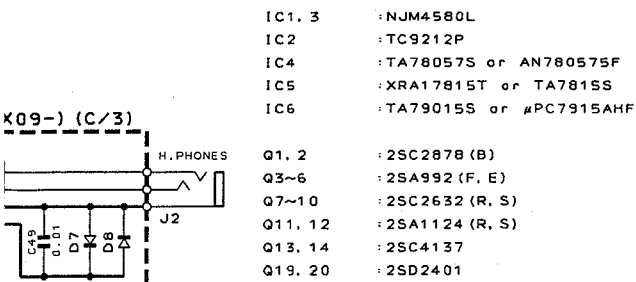 IC1, 3 : NJM4580L
IC2 : TC9212P
IC4 : TA78057S or AN780575F
IC5 : XRA17815T or TA7815S
IC6 : TA79015S or μPC7915AHF
X09-) (C/3)
H.PHONES
J2
C49
0.01
D7
D8
Q1, 2 : 2SC2878 (B)
Q3~6 : 2SA992 (F, E)
Q7~10 : 2SC2632 (R, S)
Q11, 12 : 2SA1124 (R, S)
Q13, 14 : 2SC4137
Q19, 20 : 2SD2401